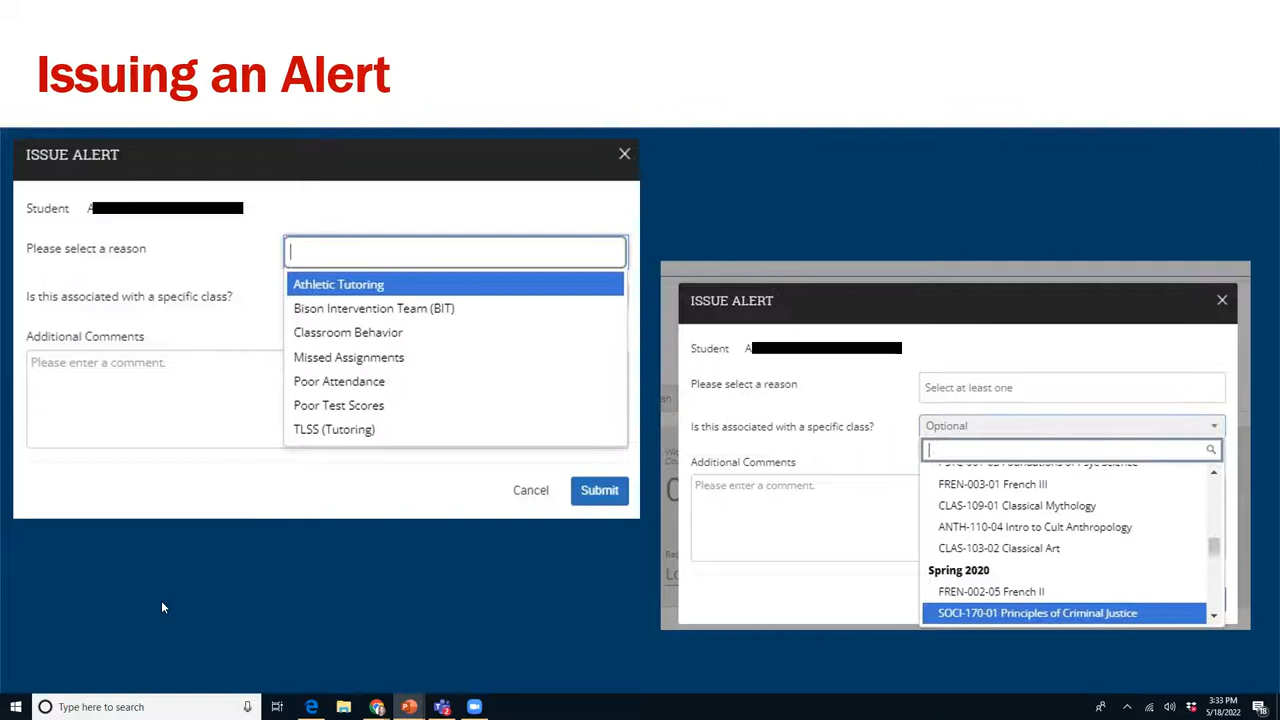 Issuing an Alert
ISSUE ALERT
Student A
Please select a reason
Athletic Tutoring
Bison Intervention Team (BIT)
Classroom Behavior
Missed Assignments
Poor Attendance
Poor Test Scores
TLSS (Tutoring)
Is this associated with a specific class?
Additional Comments
Please enter a comment.
Cancel
Submit
ISSUE ALERT
Student A
Please select a reason
Select at least one
Is this associated with a specific class?
Optional
FREN-003-01 French III
CLAS-109-01 Classical Mythology
ANTH-110-04 Intro to Cult Anthropology
CLAS-103-02 Classical Art
Spring 2020
FREN-002-05 French II
SOCI-170-01 Principles of Criminal Justice
Additional Comments
Please enter a comment.
Type here to search
3:33 PM
5/18/2022